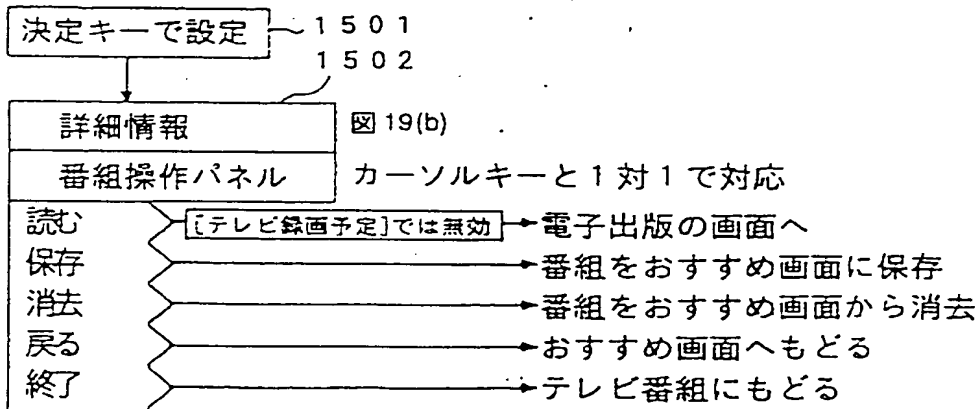 決定キーで設定 1501
1502
詳細情報 図19(b)
番組操作パネル カーソルキーと1対1で対応
読む [テレビ録画予定]では無効 電子出版の画面へ
保存 番組をおすすめ画面に保存
消去 番組をおすすめ画面から消去
戻る おすすめ画面へもどる
終了 テレビ番組にもどる